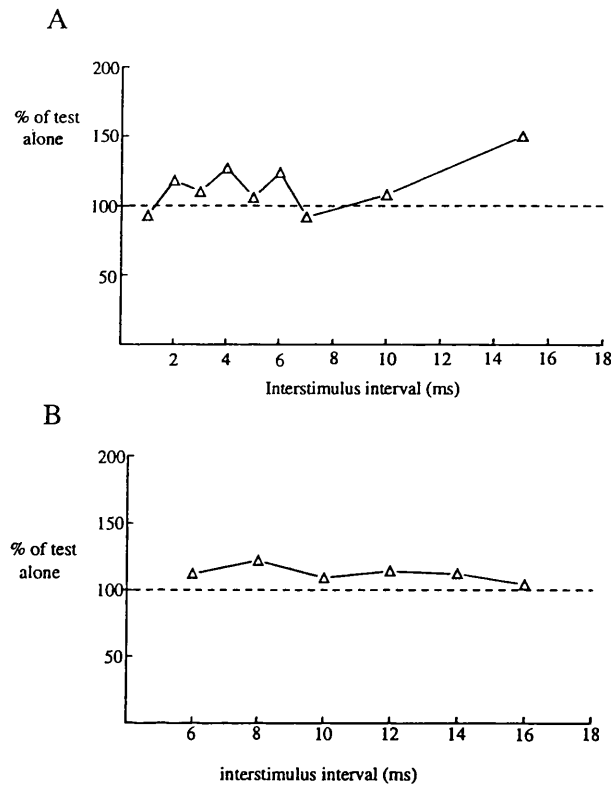 A
200
% of test
alone
150
100
50
2 4 6 8 10 12 14 16 18
Interstimulus interval (ms)
B
200
150
% of test
alone
100
50
6 8 10 12 14 16 18
interstimulus interval (ms)